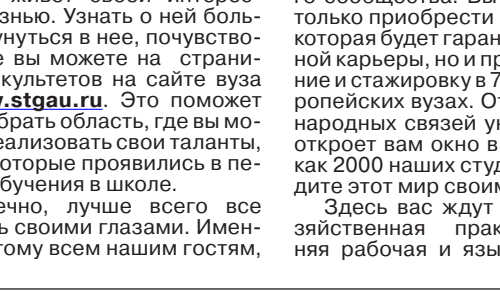 живет своей интерес-
знью. Узнать о ней боль-
унуться в нее, почувство-
е вы можете на страни-
культетов на сайте вуза
v.stgau.ru. Это поможет
брать область, где вы мо-
еализовать свои таланты,
оторые проявились в пе-
бучения в школе.
ечно, лучше всего все
ь своими глазами. Имен-
тому всем нашим гостям,
только приобрести
которая будет гаран
ной карьеры, но и пр
ние и стажировку в 7
ропейских вузах. От
народных связей ун
откроет вам окно в
как 2000 наших студ
дите этот мир своим
Здесь вас ждут
зяйственная прак
няя рабочая и язы